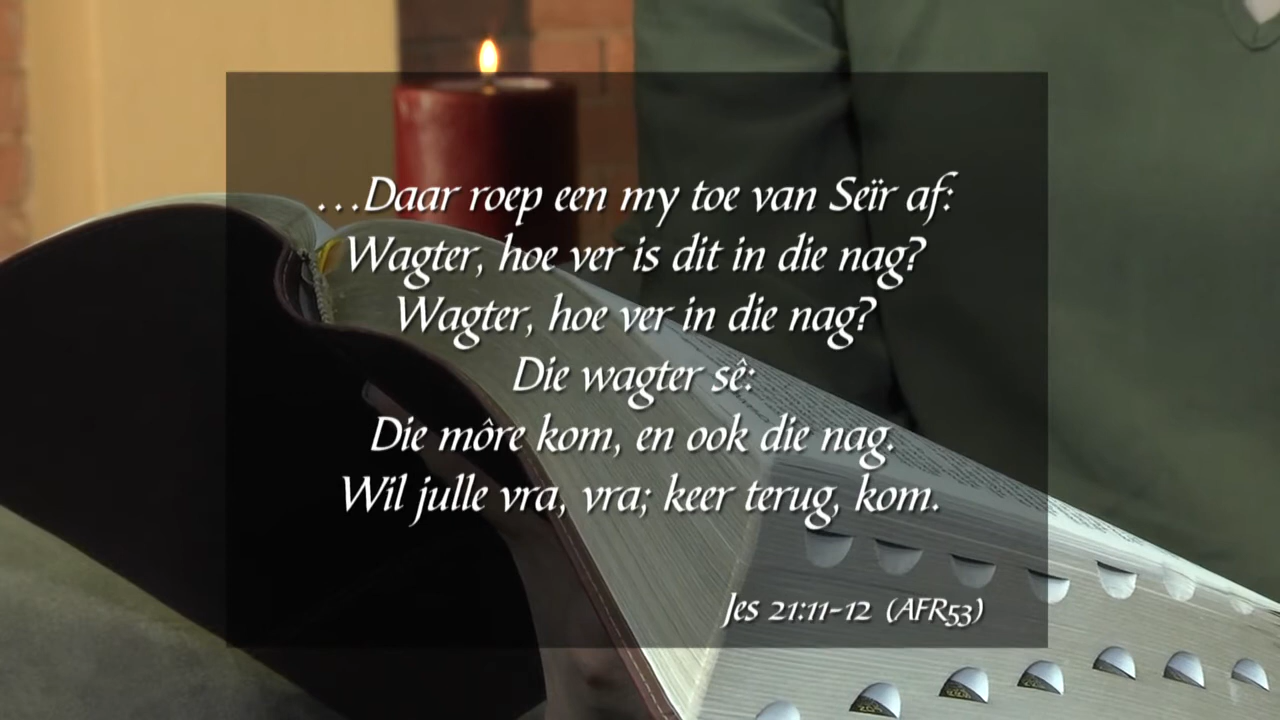 ...Daar roep een my toe van Seïr af:
Wagter, hoe ver is dit in die nag?
Wagter, hoe ver in die nag?
Die wagter sê:
Die môre kom, en ook die nag.
Wil julle vra, vra; keer terug, kom.
Jes 21:11-12 (AFR53)